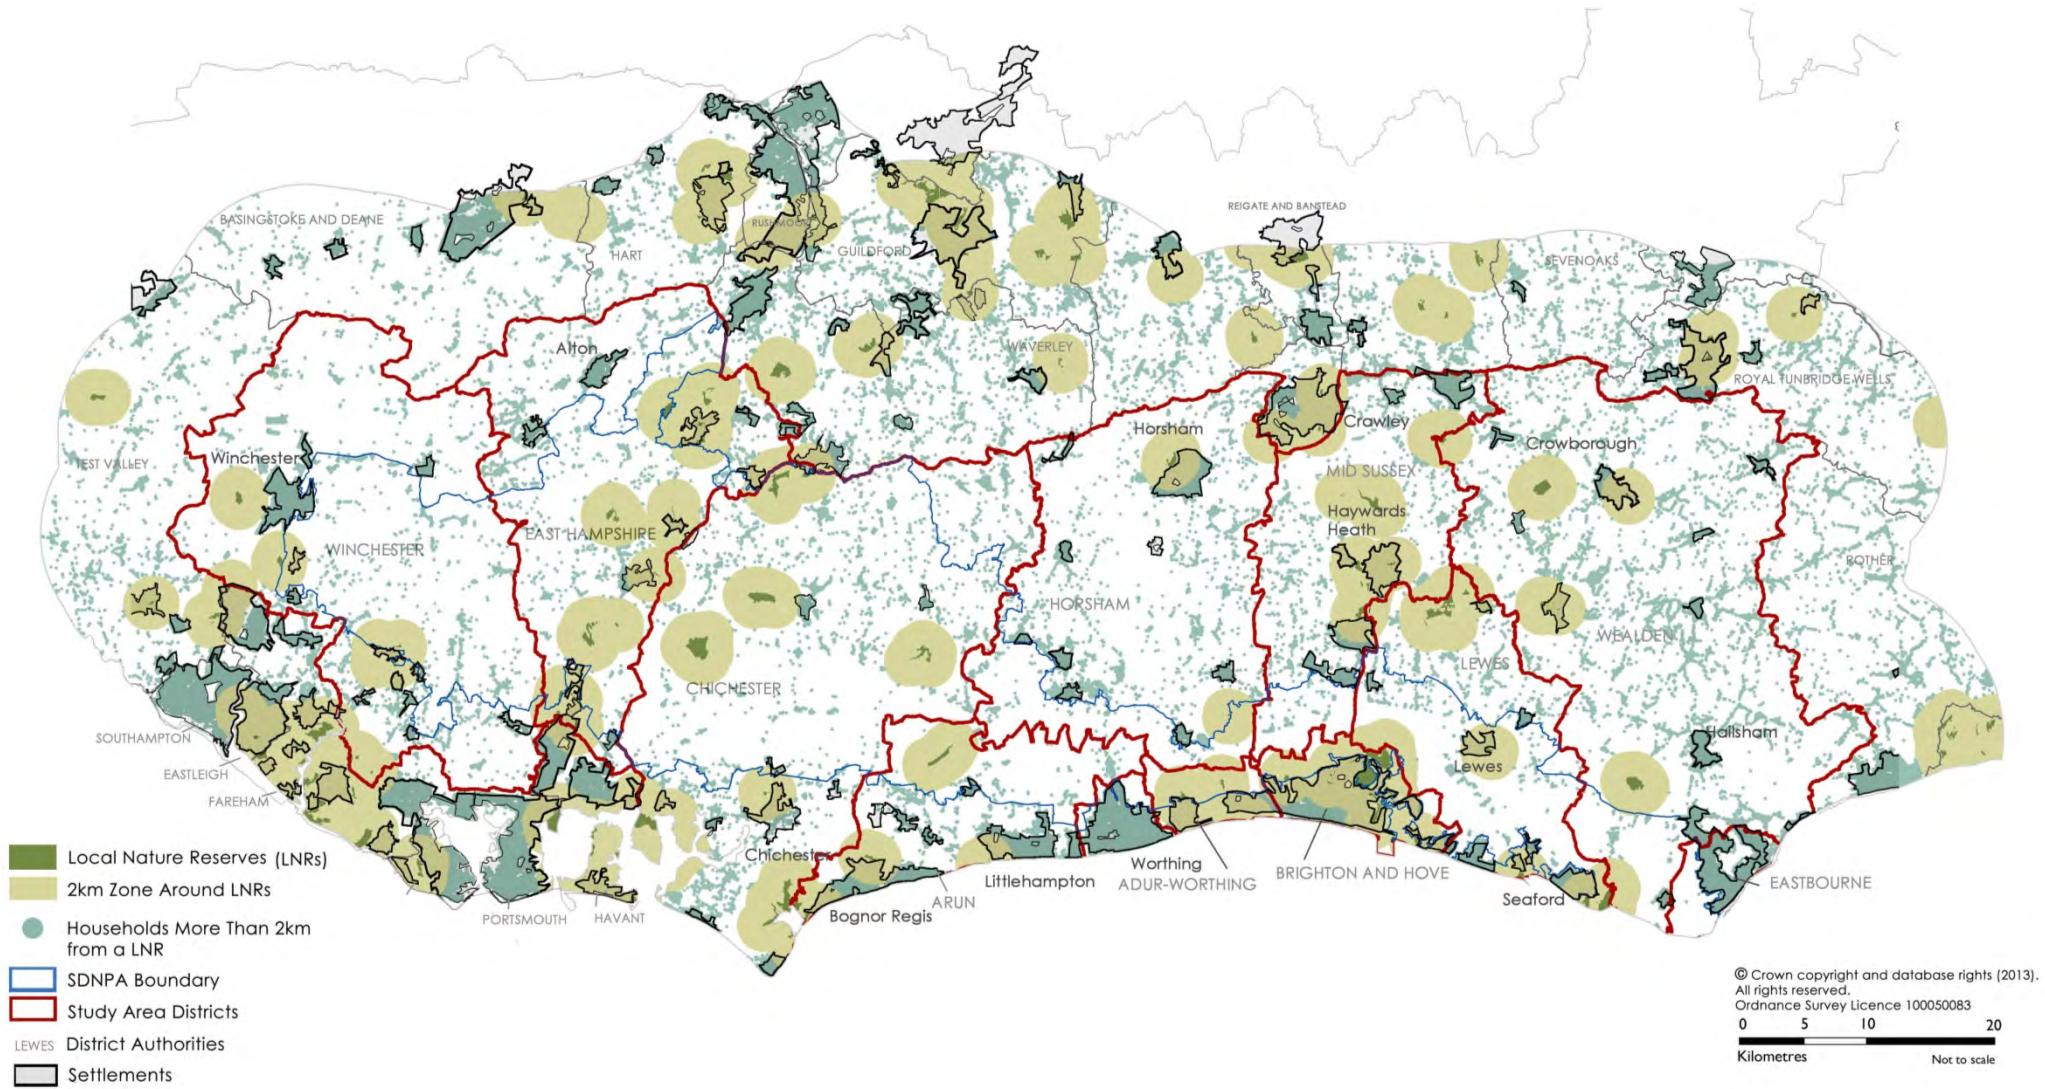 REIGATE AND BANSTEAD
BASINGSTOKE AND DEANE
RUSHMOOR
HART
GUILDFORD
SEVENOAKS
Alton
WAVERLEY
ROYAL TUNBRIDGE WELLS
Horsham
Crawley
Crowborough
TEST VALLEY
Winchester
MID SUSSEX
Haywards
Heath
EAST HAMPSHIRE
WINCHESTER
ROTHER
HORSHAM
WEALDEN
LEWES
CHICHESTER
SOUTHAMPTON
Hailsham
Lewes
EASTLEIGH
FAREHAM
Chichester
Worthing
BRIGHTON AND HOVE
Littlehampton
ADUR-WORTHING
EASTBOURNE
ARUN
Seaford
PORTSMOUTH
HAVANT
Bognor Regis
Local Nature Reserves (LNRs)
2km Zone Around LNRs
Households More Than 2km
from a LNR
SDNPA Boundary
Study Area Districts
LEWES District Authorities
Settlements
© Crown copyright and database rights (2013).
All rights reserved.
Ordnance Survey Licence 100050083
0 5 10 20
Kilometres Not to scale